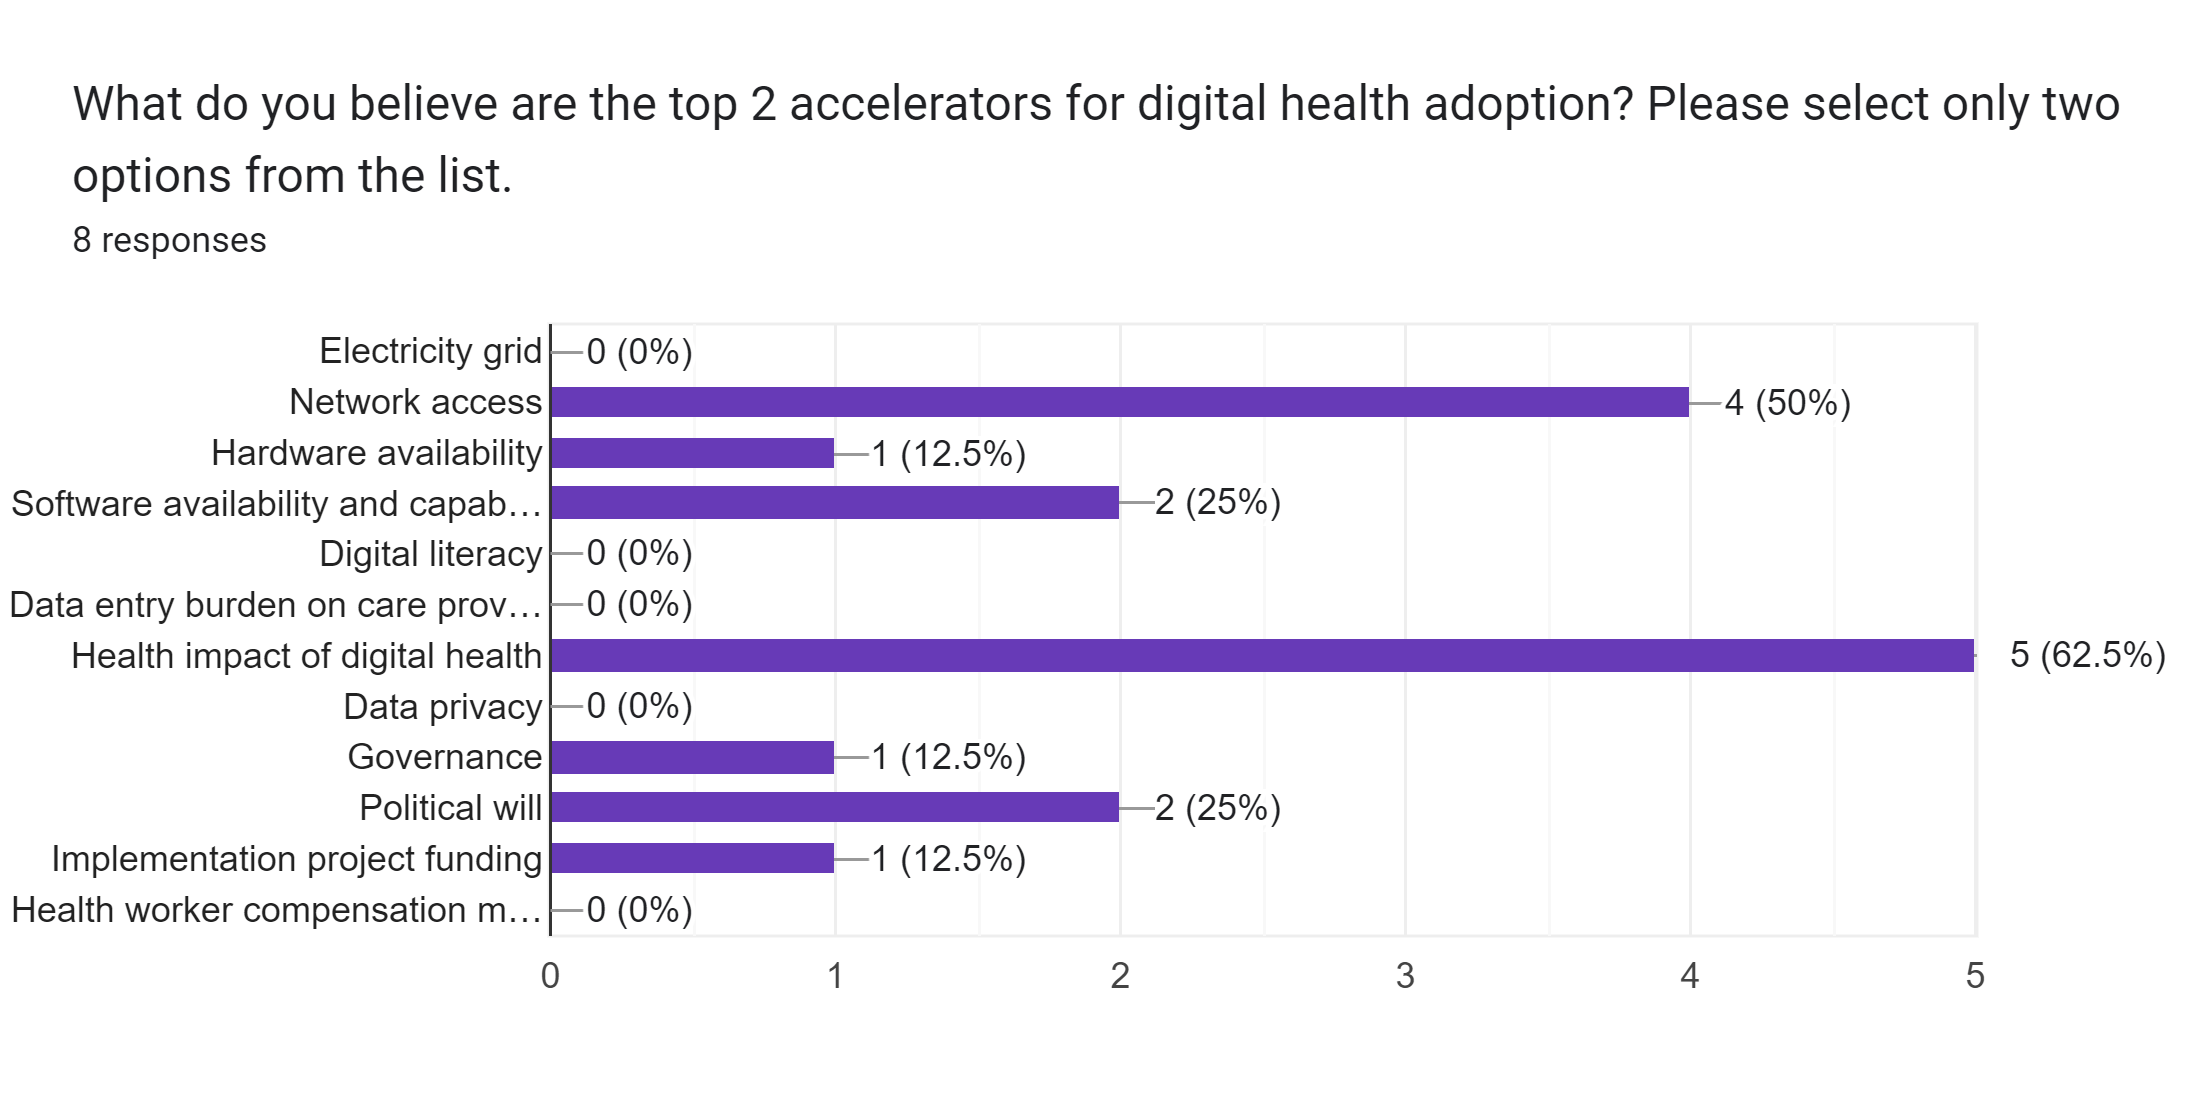 What do you believe are the top 2 accelerators for digital health adoption? Please select only two
options from the list.
8 responses
Electricity grid 0 (0%)
Network access 4 (50%)
Hardware availability 1 (12.5%)
Software availability and capab... 2 (25%)
Digital literacy 0 (0%)
Data entry burden on care prov... 0 (0%)
Health impact of digital health 5 (62.5%)
Data privacy 0 (0%)
Governance 1 (12.5%)
Political will 2 (25%)
Implementation project funding 1 (12.5%)
Health worker compensation m... 0 (0%)
0 1 2 3 4 5